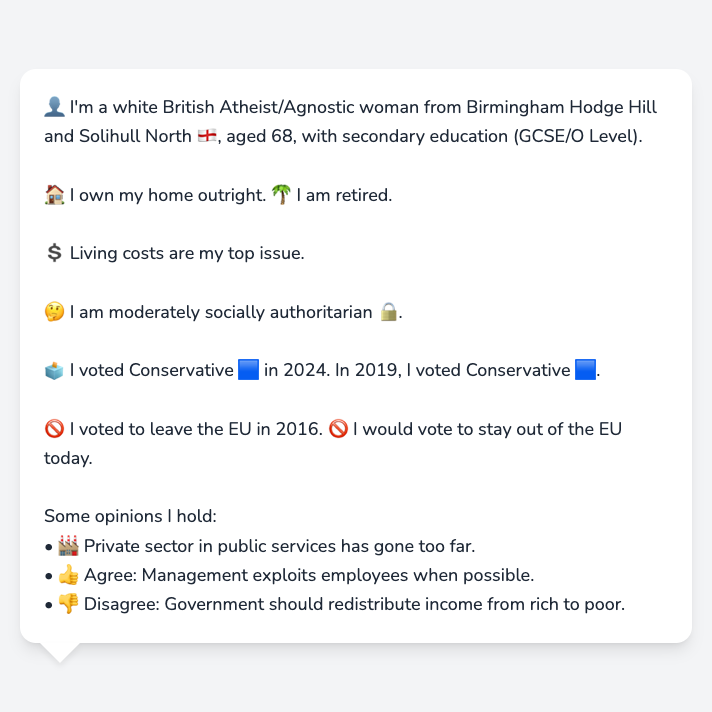 👤 I'm a white British Atheist/Agnostic woman from Birmingham Hodge Hill
and Solihull North 🏴󠁧󠁢󠁥󠁮󠁧󠁿, aged 68, with secondary education (GCSE/O Level).
🏠 I own my home outright. 🌴 I am retired.
💲 Living costs are my top issue.
🤔 I am moderately socially authoritarian 🔒.
🗳️ I voted Conservative 🟦 in 2024. In 2019, I voted Conservative 🟦.
🚫 I voted to leave the EU in 2016. 🚫 I would vote to stay out of the EU
today.
Some opinions I hold:
• 🏭 Private sector in public services has gone too far.
• 👍 Agree: Management exploits employees when possible.
• 👎 Disagree: Government should redistribute income from rich to poor.